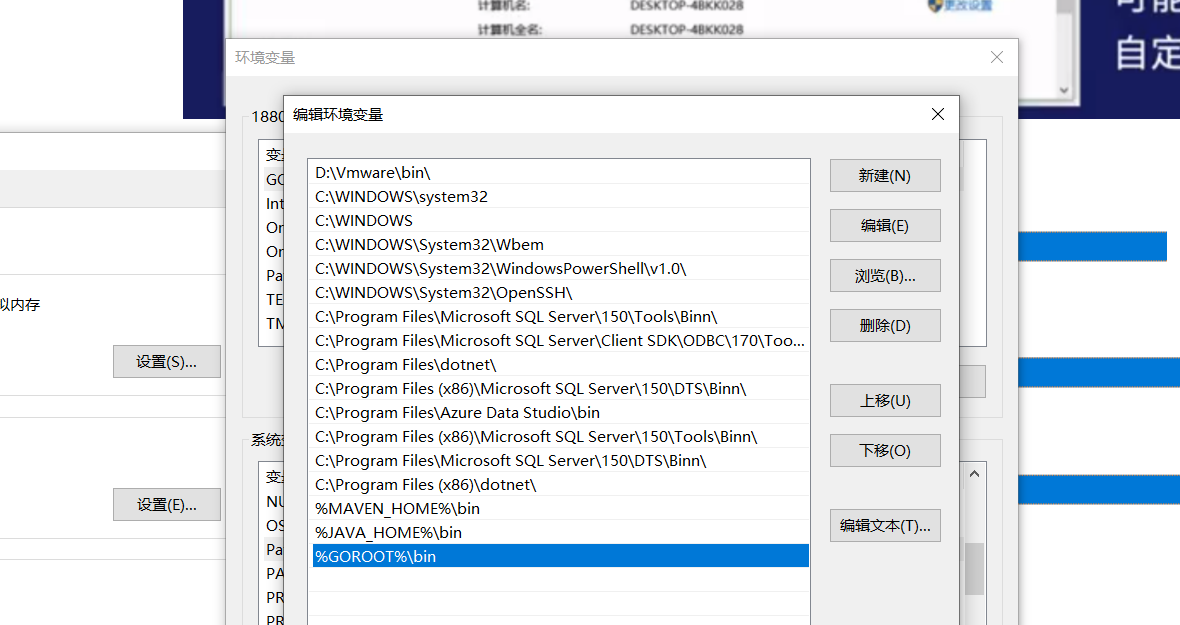 计算机名:
DESKTOP-4BKK028
更改设置
计算机全名:
DESKTOP-4BKK028
自定
环境变量
1880
编辑环境变量
变
GO
Int
On
On
Pa
TE
TM
D:\Vmware\bin\
C:\WINDOWS\system32
C:\WINDOWS
C:\WINDOWS\System32\Wbem
C:\WINDOWS\System32\WindowsPowerShell\v1.0\
C:\WINDOWS\System32\OpenSSH\
C:\Program Files\Microsoft SQL Server\150\Tools\Binn\
C:\Program Files\Microsoft SQL Server\Client SDK\ODBC\170\Too...
C:\Program Files\dotnet\
C:\Program Files (x86)\Microsoft SQL Server\150\DTS\Binn\
C:\Program Files\Azure Data Studio\bin
C:\Program Files (x86)\Microsoft SQL Server\150\Tools\Binn\
C:\Program Files\Microsoft SQL Server\150\DTS\Binn\
C:\Program Files (x86)\dotnet\
%MAVEN_HOME%\bin
%JAVA_HOME%\bin
%GOROOT%\bin
新建(N)
编辑(E)
浏览(B)...
删除(D)
上移(U)
下移(O)
编辑文本(T)...
拟内存
设置(S)...
设置(E)...
系统
变
NU
OS
Pa
PA
PR
PR